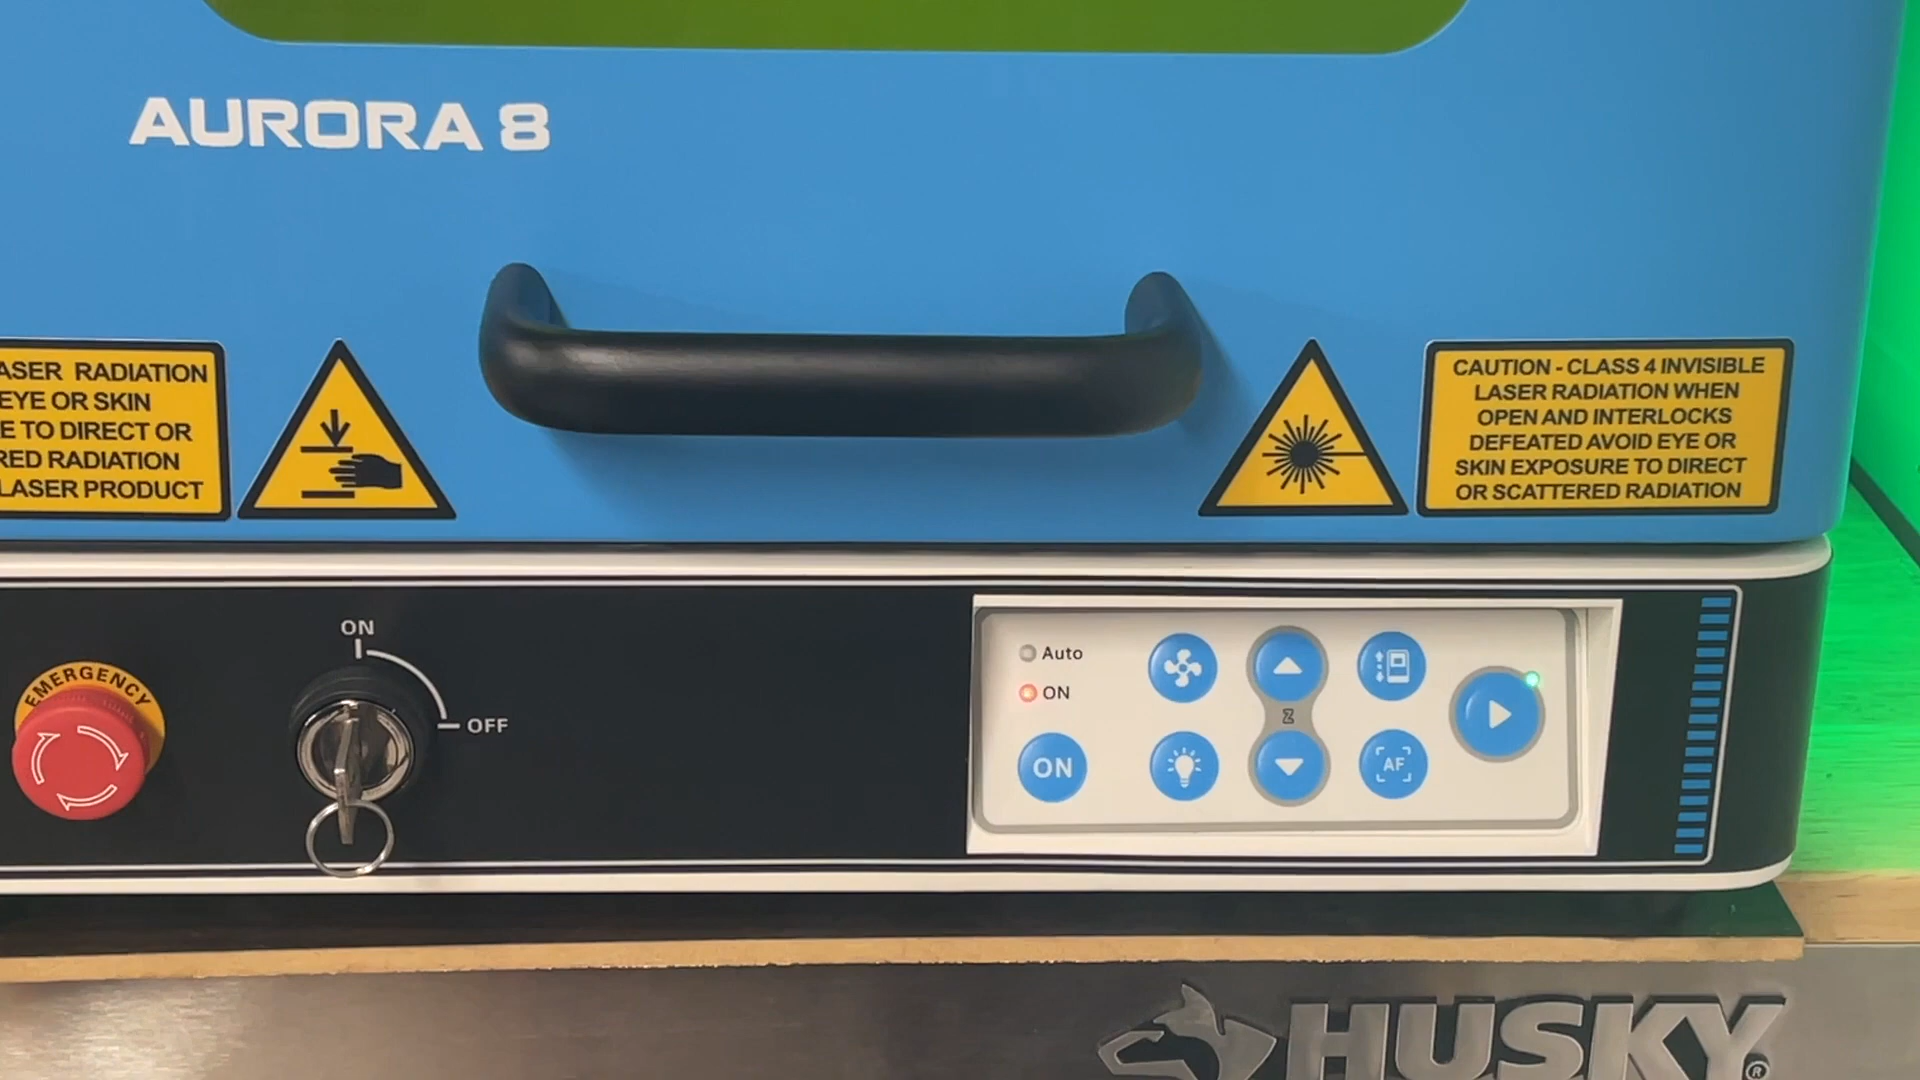 AURORA 8
ASER RADIATION
EYE OR SKIN
E TO DIRECT OR
RED RADIATION
LASER PRODUCT
CAUTION - CLASS 4 INVISIBLE
LASER RADIATION WHEN
OPEN AND INTERLOCKS
DEFEATED AVOID EYE OR
SKIN EXPOSURE TO DIRECT
OR SCATTERED RADIATION
EMERGENCY
ON
OFF
Auto
ON
ON
Z
AF
HUSKY®